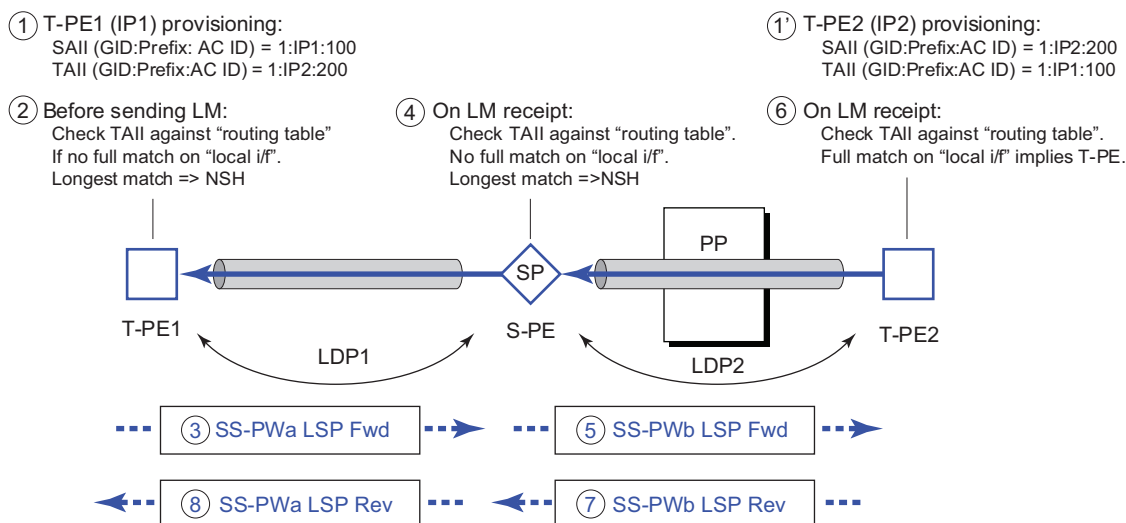 ① T-PE1 (IP1) provisioning:
SAII (GID:Prefix: AC ID) = 1:IP1:100
TAII (GID:Prefix:AC ID) = 1:IP2:200
①' T-PE2 (IP2) provisioning:
SAII (GID:Prefix:AC ID) = 1:IP2:200
TAII (GID:Prefix:AC ID) = 1:IP1:100
② Before sending LM:
Check TAII against “routing table”
If no full match on “local i/f”.
Longest match => NSH
④ On LM receipt:
Check TAII against “routing table”.
No full match on “local i/f”.
Longest match =>NSH
⑥ On LM receipt:
Check TAII against “routing table”.
Full match on “local i/f” implies T-PE.
PP
SP
T-PE1
S-PE
T-PE2
LDP1
LDP2
③ SS-PWa LSP Fwd
⑤ SS-PWb LSP Fwd
⑧ SS-PWa LSP Rev
⑦ SS-PWb LSP Rev